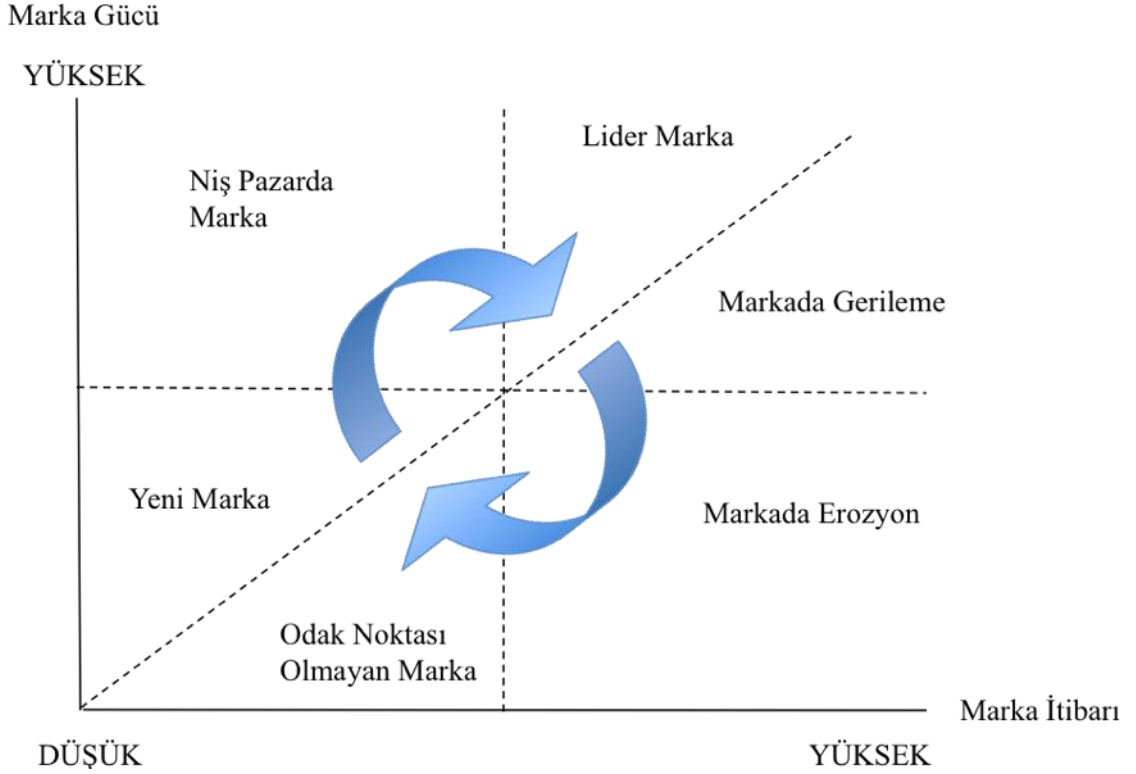 Marka Gücü
YÜKSEK
Lider Marka
Niş Pazarda
Marka
Markada Gerileme
Yeni Marka
Markada Erozyon
Odak Noktası
Olmayan Marka
Marka İtibarı
DÜŞÜK
YÜKSEK